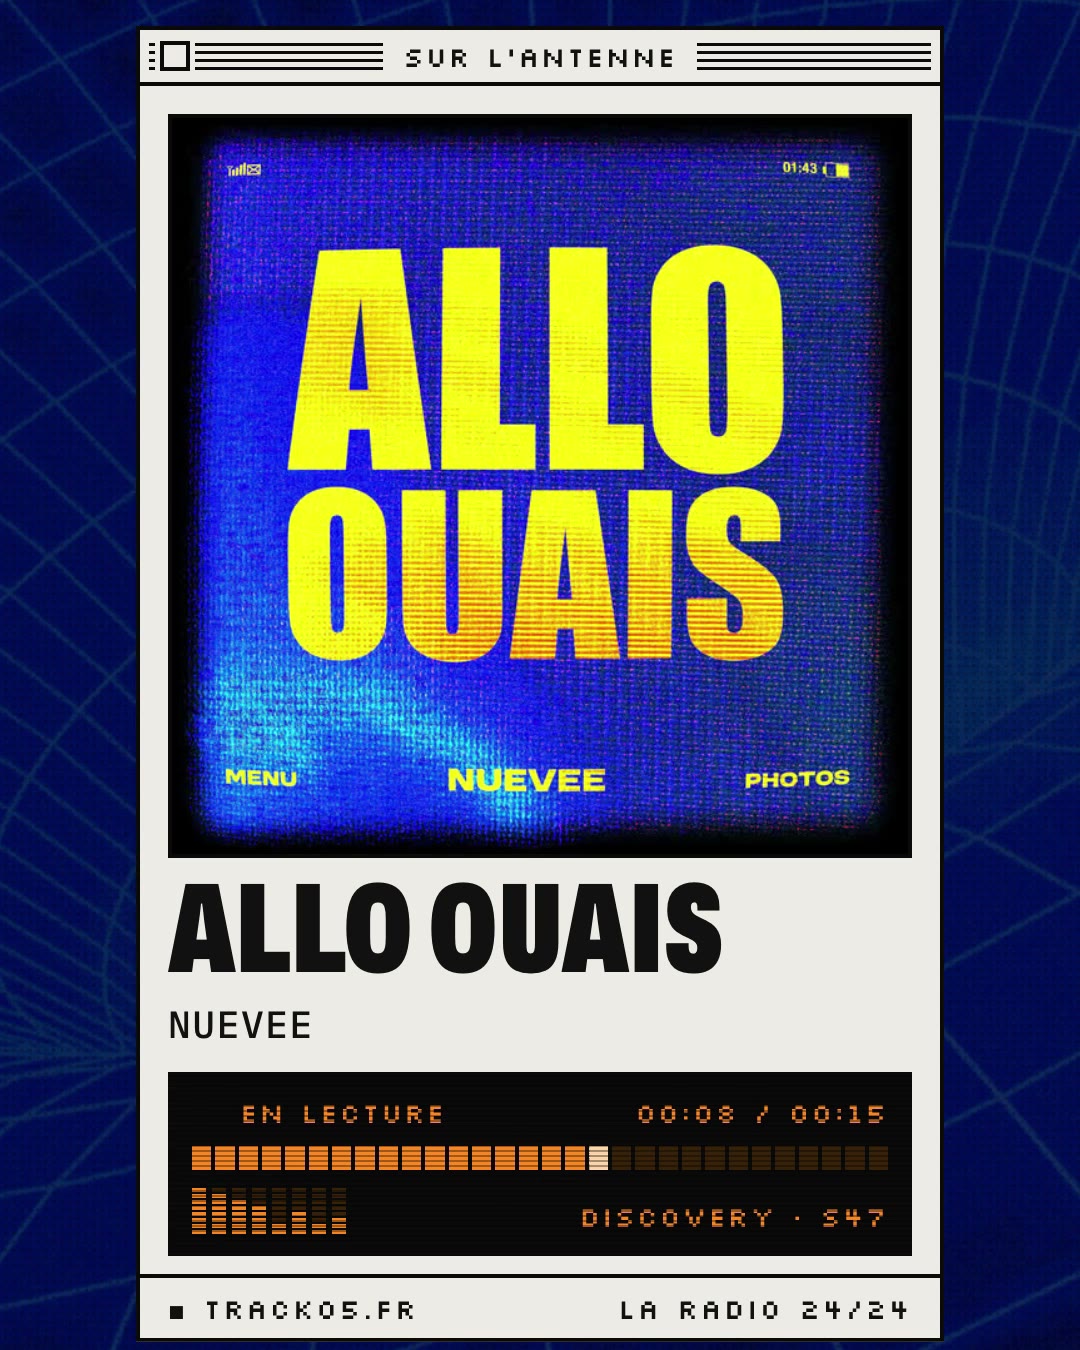 SUR L'ANTENNE
01:43
ALLO
OUAIS
MENU NUEVEE PHOTOS
ALLO OUAIS
NUEVEE
EN LECTURE 00:08 / 00:15
DISCOVERY · S47
TRACK05.FR LA RADIO 24/24